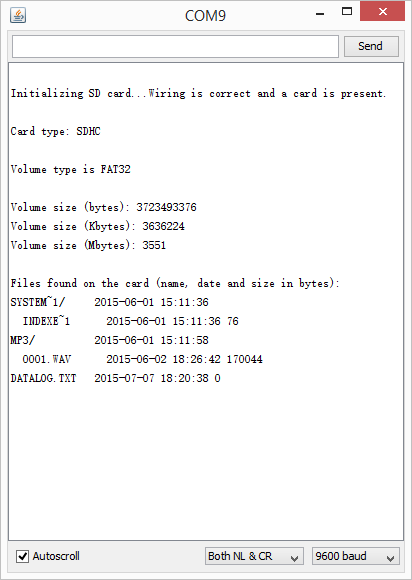 COM9
Send
Initializing SD card...Wiring is correct and a card is present.
Card type: SDHC
Volume type is FAT32
Volume size (bytes): 3723493376
Volume size (Kbytes): 3636224
Volume size (Mbytes): 3551
Files found on the card (name, date and size in bytes):
SYSTEM~1/     2015-06-01 15:11:36
  INDEXE~1      2015-06-01 15:11:36 76
MP3/          2015-06-01 15:11:58
  0001.WAV      2015-06-02 18:26:42 170044
DATALOG.TXT   2015-07-07 18:20:38 0
Autoscroll
Both NL & CR
9600 baud